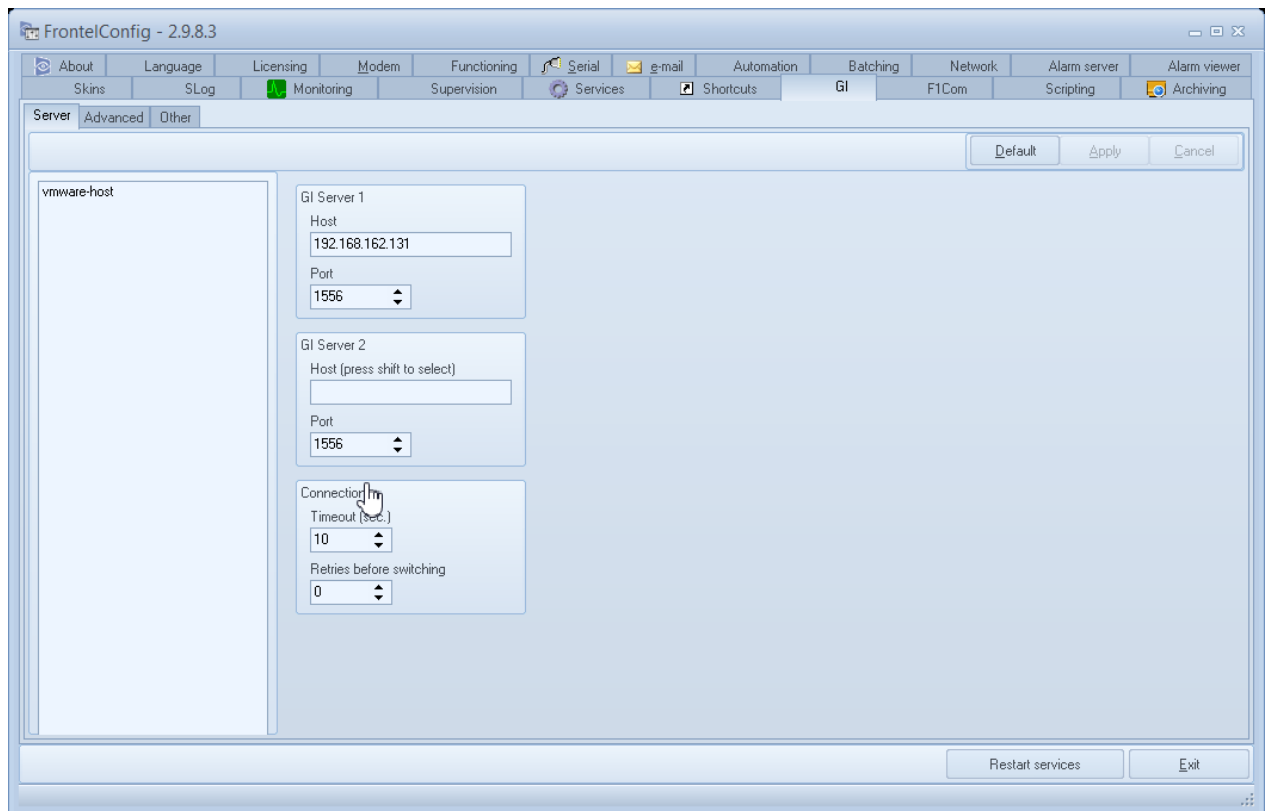 FrontelConfig - 2.9.8.3
About Language Licensing Modem Functioning Serial e-mail Automation Batching Network Alarm server Alarm viewer
Skins SLog Monitoring Supervision Services Shortcuts GI F1Com Scripting Archiving
Server Advanced Other
Default Apply Cancel
vmware-host
GI Server 1
Host
192.168.162.131
Port
1556
GI Server 2
Host (press shift to select)
Port
1556
Connection
Timeout (sec.)
10
Retries before switching
0
Restart services Exit